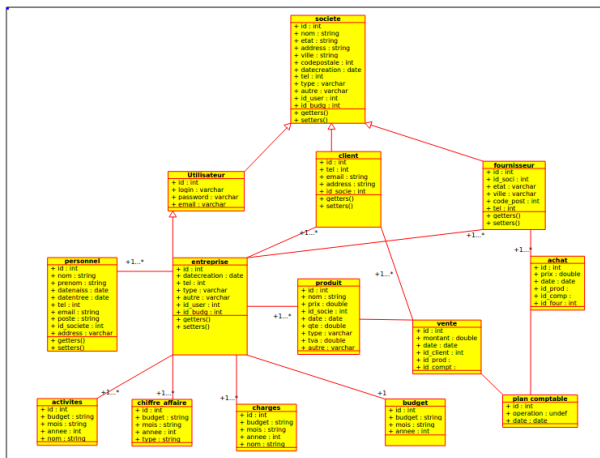 societe
+ id : int
+ nom : string
+ etat : string
+ address : string
+ ville : string
+ codepostale : int
+ datecreation : date
+ tel : int
+ type : varchar
+ autre : varchar
+ id_user : int
+ id_budg : int
+ getters()
+ setters()
Utilisateur
+ id : int
+ login : varchar
+ password : varchar
+ email : varchar
client
+ id : int
+ tel : int
+ email : string
+ address : string
+ id_socie : int
+ getters()
+ setters()
fournisseur
+ id : int
+ id_soci : int
+ etat : varchar
+ ville : varchar
+ code_post : int
+ tel : int
+ getters()
+ setters()
+1...*
+1...*
+1...*
+1...*
personnel
+ id : int
+ nom : string
+ prenom : string
+ datenaiss : date
+ datentree : date
+ tel : int
+ email : string
+ poste : string
+ id_societe : int
+ address : varchar
+ getters()
+ setters()
entreprise
+ id : int
+ datecreation : date
+ tel : int
+ type : varchar
+ autre : varchar
+ id_user : int
+ id_budg : int
+ getters()
+ setters()
+1...*
produit
+ id : int
+ nom : string
+ prix : double
+ id_socie : int
+ date : date
+ qte : double
+ type : varchar
+ tva : double
+ autre : varchar
+1...*
achat
+ id : int
+ prix : double
+ date : date
+ id_prod :
+ id_comp :
+ id_four : int
vente
+ id : int
+ montant : double
+ date : date
+ id_client : int
+ id_prod :
+ id_compt :
+1...*
+1...*
+1...*
+1
activites
+ id : int
+ budget : string
+ mois : string
+ annee : int
+ nom : string
chiffre_affaire
+ id : int
+ budget : string
+ mois : string
+ annee : int
+ type : string
charges
+ id : int
+ budget : string
+ mois : string
+ annee : int
+ nom : string
budget
+ id : int
+ budget : string
+ mois : string
+ annee : int
plan comptable
+ id : int
+ operation : undef
+ date : date